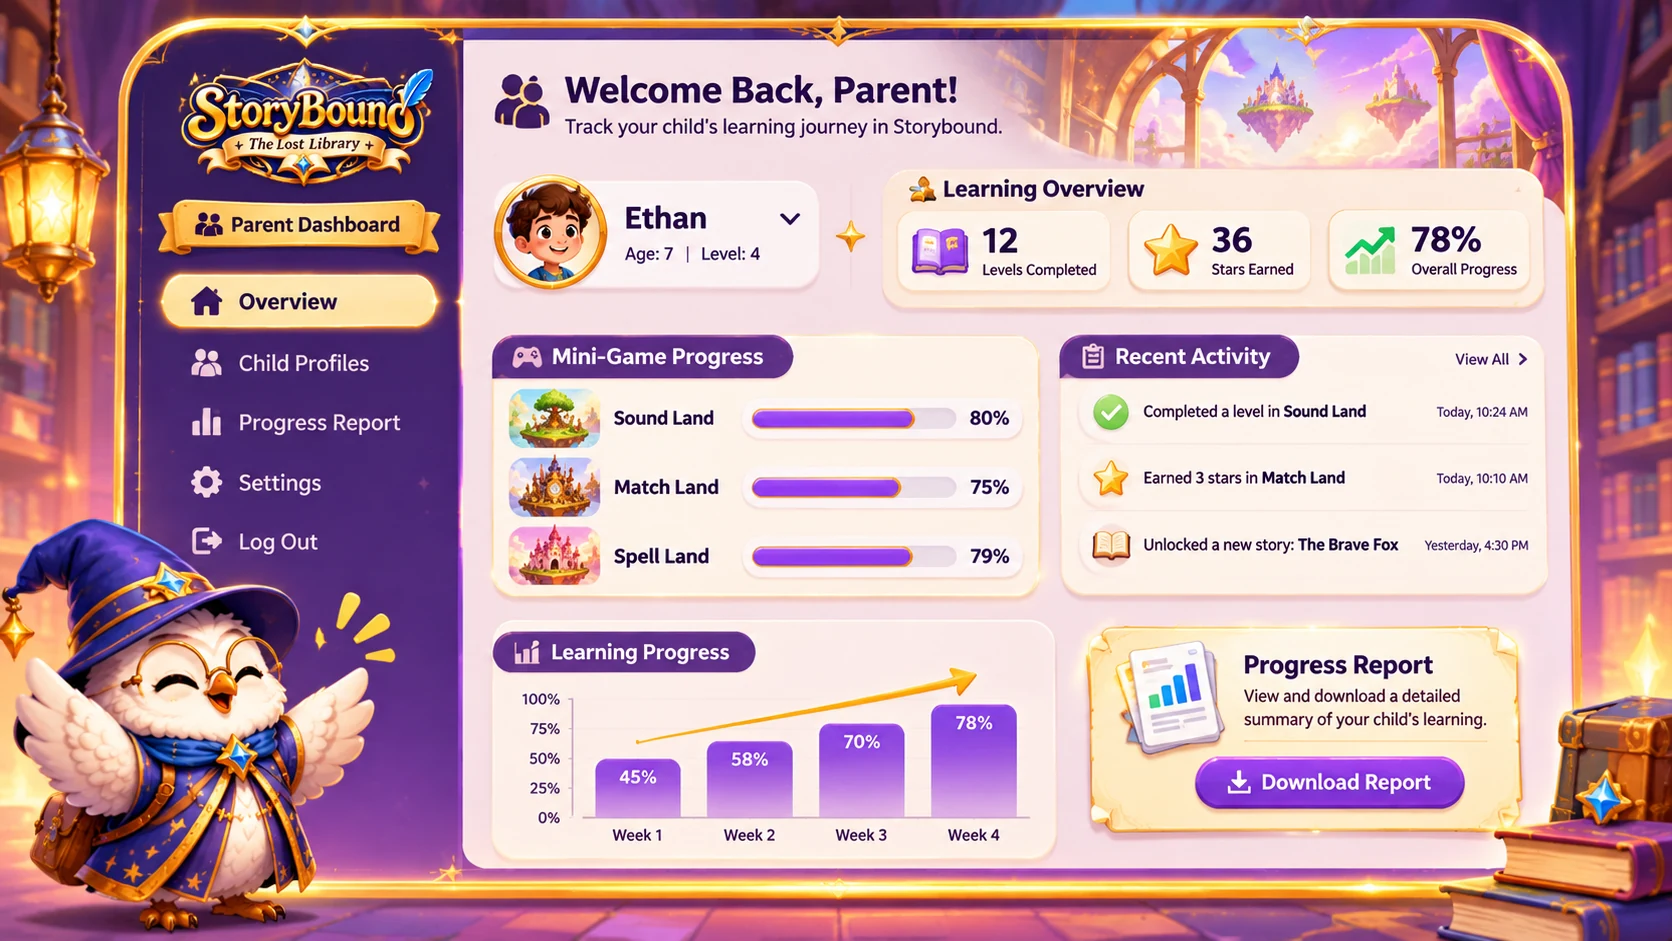 StoryBound
The Lost Library
Parent Dashboard
Overview
Child Profiles
Progress Report
Settings
Log Out
Welcome Back, Parent!
Track your child's learning journey in Storybound.
Ethan
Age: 7 | Level: 4
Learning Overview
12
Levels Completed
36
Stars Earned
78%
Overall Progress
Mini-Game Progress
Sound Land 80%
Match Land 75%
Spell Land 79%
Recent Activity
View All
Completed a level in Sound Land Today, 10:24 AM
Earned 3 stars in Match Land Today, 10:10 AM
Unlocked a new story: The Brave Fox Yesterday, 4:30 PM
Learning Progress
100%
75%
50%
25%
0%
45%
58%
70%
78%
Week 1 Week 2 Week 3 Week 4
Progress Report
View and download a detailed
summary of your child's learning.
Download Report